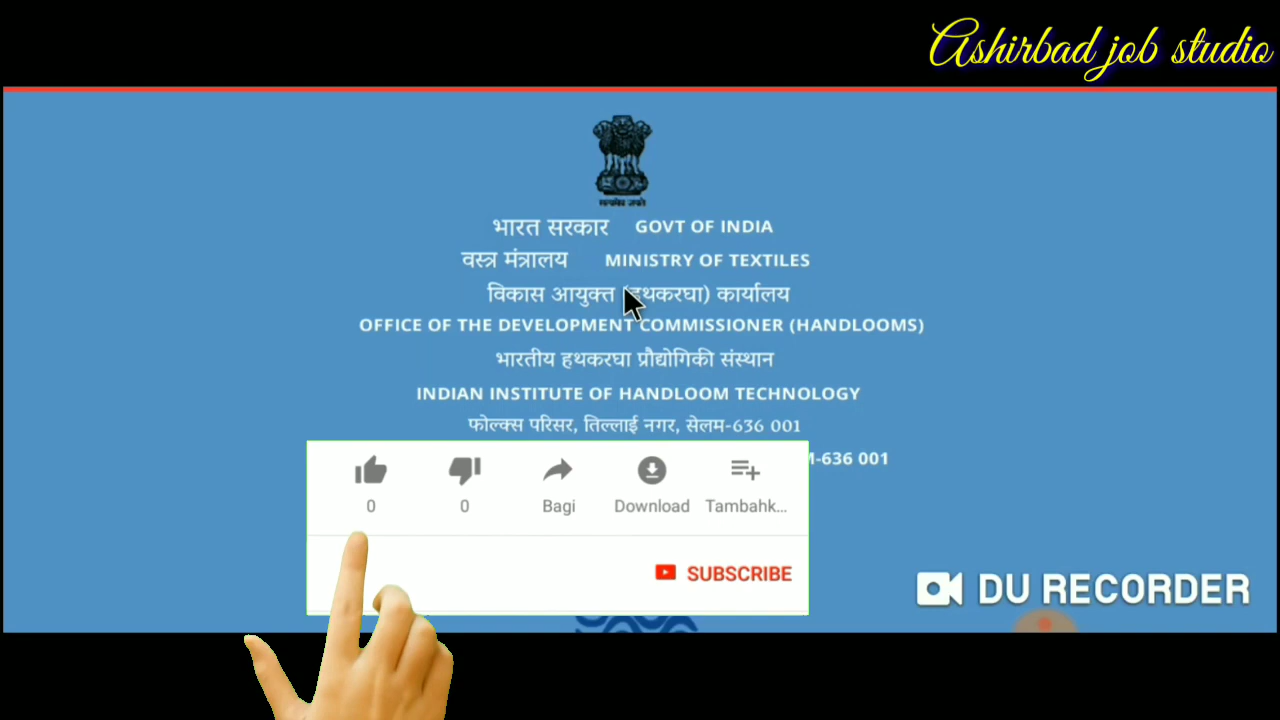 Ashirbad job studio
भारत सरकार GOVT OF INDIA
वस्त्र मंत्रालय MINISTRY OF TEXTILES
विकास आयुक्त (हथकरघा) कार्यालय
OFFICE OF THE DEVELOPMENT COMMISSIONER (HANDLOOMS)
भारतीय हथकरघा प्रौद्योगिकी संस्थान
INDIAN INSTITUTE OF HANDLOOM TECHNOLOGY
फोल्क्स परिसर, तिल्लाई नगर, सेलम-636 001
-636 001
0 0 Bagi Download Tambahk...
SUBSCRIBE
DU RECORDER